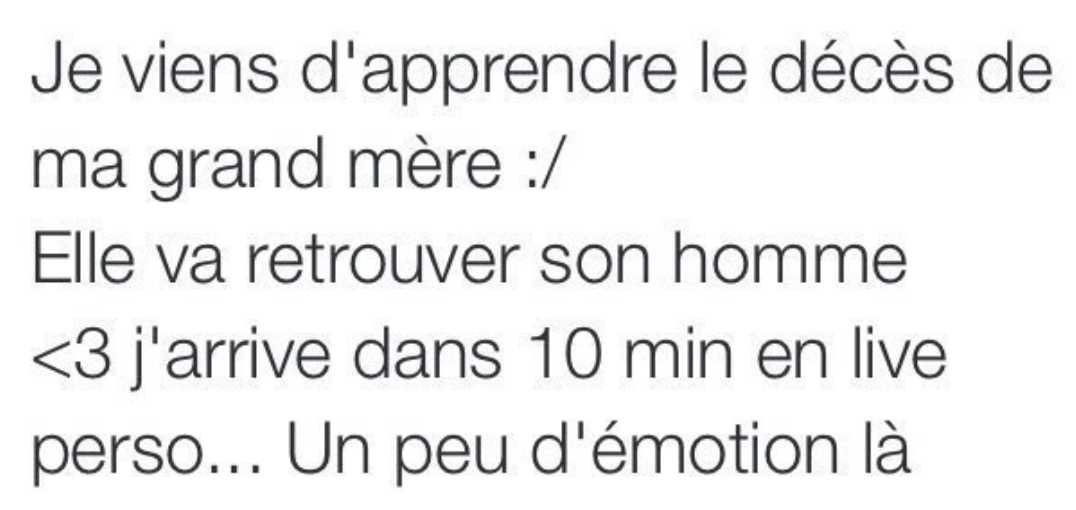 Je viens d'apprendre le décès de
ma grand mère :/
Elle va retrouver son homme
<3 j'arrive dans 10 min en live
perso... Un peu d'émotion là